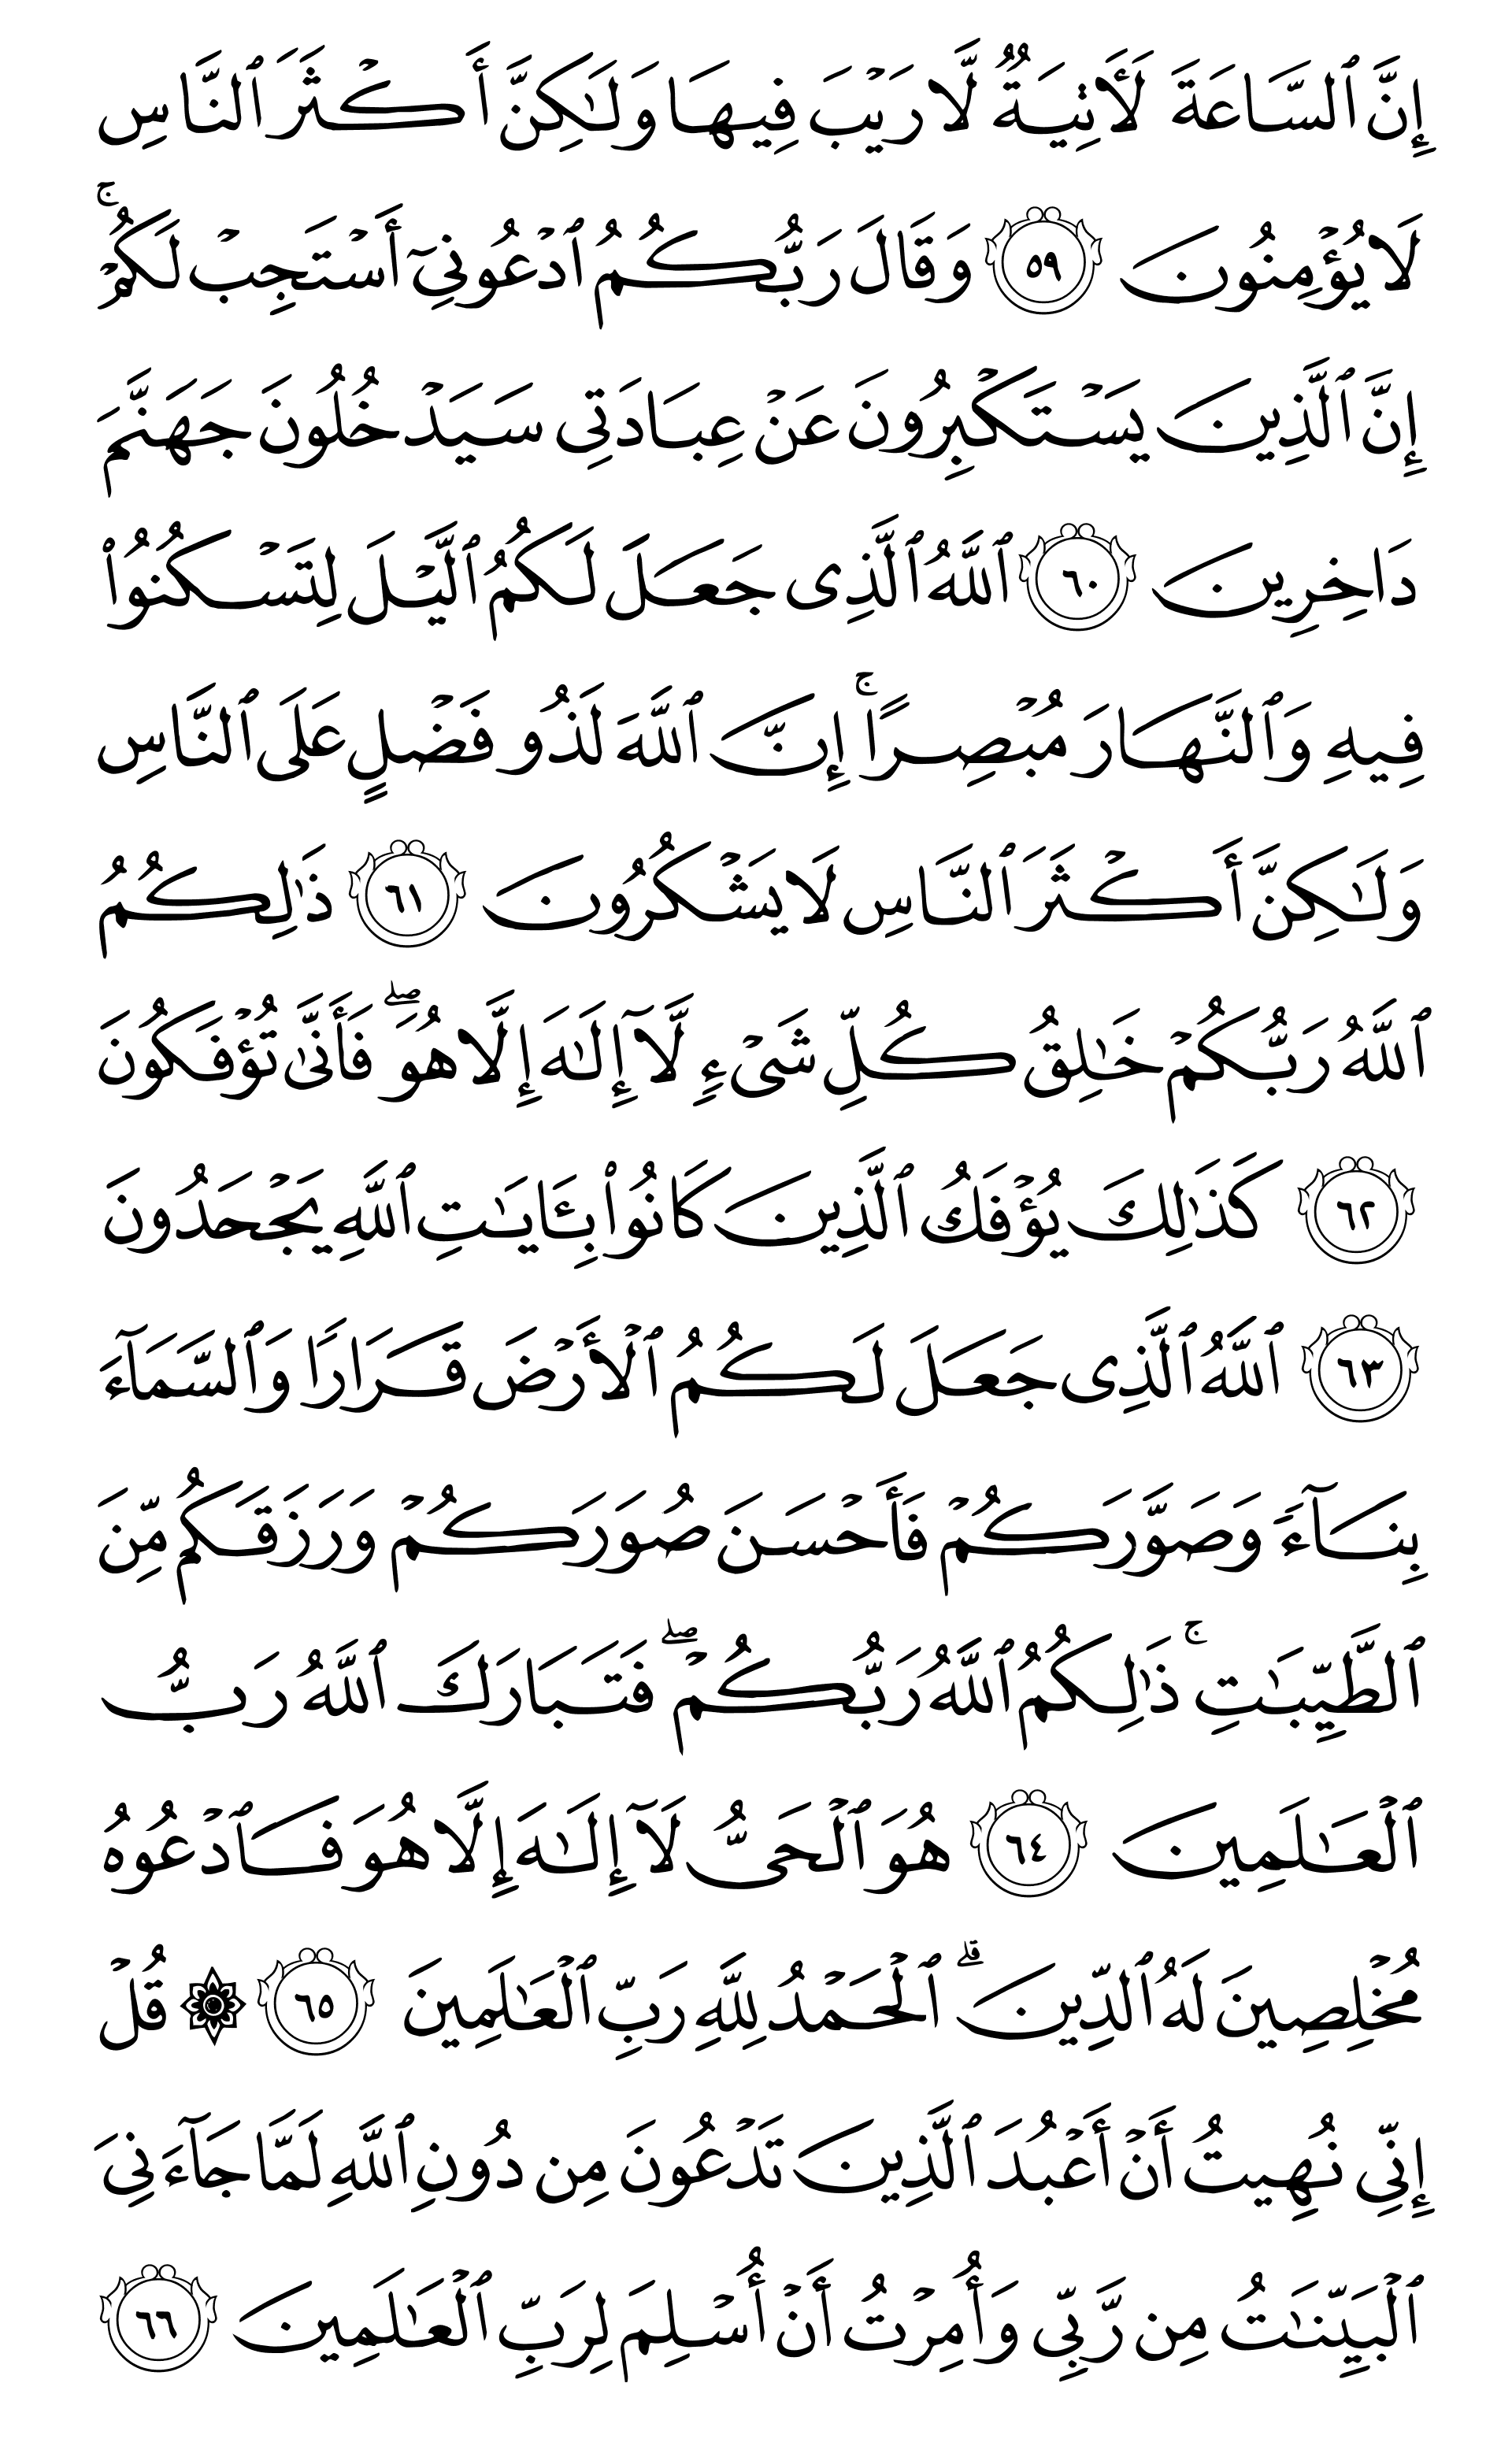 إِنَّ ٱلسَّاعَةَ لَأٓتِيَةٞ لَّا رَيۡبَ فِيهَا وَلَٰكِنَّ أَكۡثَرَ ٱلنَّاسِ
لَا يُؤۡمِنُونَ ٥٩ وَقَالَ رَبُّكُمُ ٱدۡعُونِيٓ أَسۡتَجِبۡ لَكُمۡۚ
إِنَّ ٱلَّذِينَ يَسۡتَكۡبِرُونَ عَنۡ عِبَادَتِي سَيَدۡخُلُونَ جَهَنَّمَ
دَاخِرِينَ ٦٠ ٱللَّهُ ٱلَّذِي جَعَلَ لَكُمُ ٱلَّيۡلَ لِتَسۡكُنُواْ
فِيهِ وَٱلنَّهَارَ مُبۡصِرًاۚ إِنَّ ٱللَّهَ لَذُو فَضۡلٍ عَلَى ٱلنَّاسِ
وَلَٰكِنَّ أَكۡثَرَ ٱلنَّاسِ لَا يَشۡكُرُونَ ٦١ ذَٰلِكُمُ
ٱللَّهُ رَبُّكُمۡ خَٰلِقُ كُلِّ شَيۡءٖ لَّآ إِلَٰهَ إِلَّا هُوَۖ فَأَنَّىٰ تُؤۡفَكُونَ
٦٢ كَذَٰلِكَ يُؤۡفَكُ ٱلَّذِينَ كَانُواْ بِـَٔايَٰتِ ٱللَّهِ يَجۡحَدُونَ
٦٣ ٱللَّهُ ٱلَّذِي جَعَلَ لَكُمُ ٱلۡأَرۡضَ قَرَارٗا وَٱلسَّمَآءَ
بِنَآءٗ وَصَوَّرَكُمۡ فَأَحۡسَنَ صُوَرَكُمۡ وَرَزَقَكُم مِّنَ
ٱلطَّيِّبَٰتِۚ ذَٰلِكُمُ ٱللَّهُ رَبُّكُمۡۖ فَتَبَارَكَ ٱللَّهُ رَبُّ
ٱلۡعَٰلَمِينَ ٦٤ هُوَ ٱلۡحَيُّ لَآ إِلَٰهَ إِلَّا هُوَ فَٱدۡعُوهُ
مُخۡلِصِينَ لَهُ ٱلدِّينَۗ ٱلۡحَمۡدُ لِلَّهِ رَبِّ ٱلۡعَٰلَمِينَ ٦٥ ۞ قُلۡ
إِنِّي نُهِيتُ أَنۡ أَعۡبُدَ ٱلَّذِينَ تَدۡعُونَ مِن دُونِ ٱللَّهِ لَمَّا جَآءَنِيَ
ٱلۡبَيِّنَٰتُ مِن رَّبِّي وَأُمِرۡتُ أَنۡ أُسۡلِمَ لِرَبِّ ٱلۡعَٰلَمِينَ ٦٦